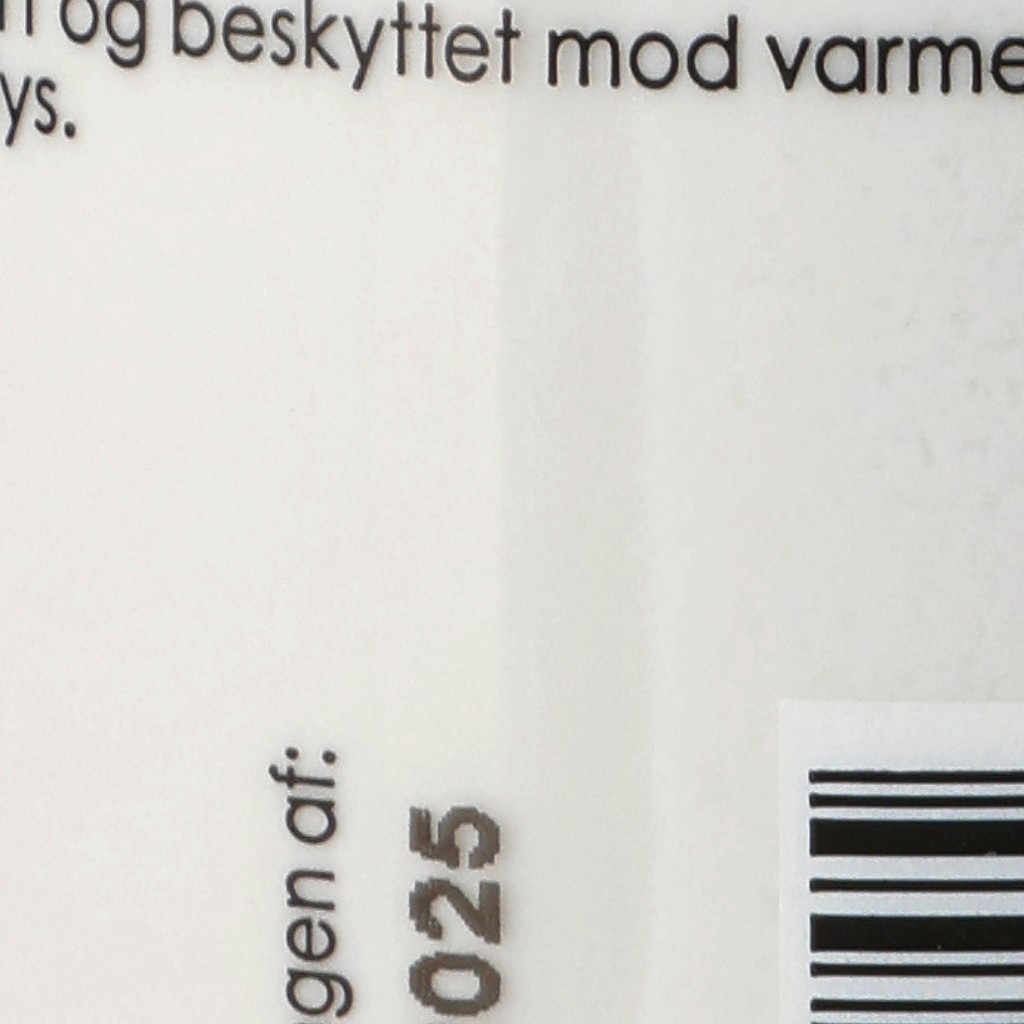 og beskyttet mod varme
ys.
gen af:
025